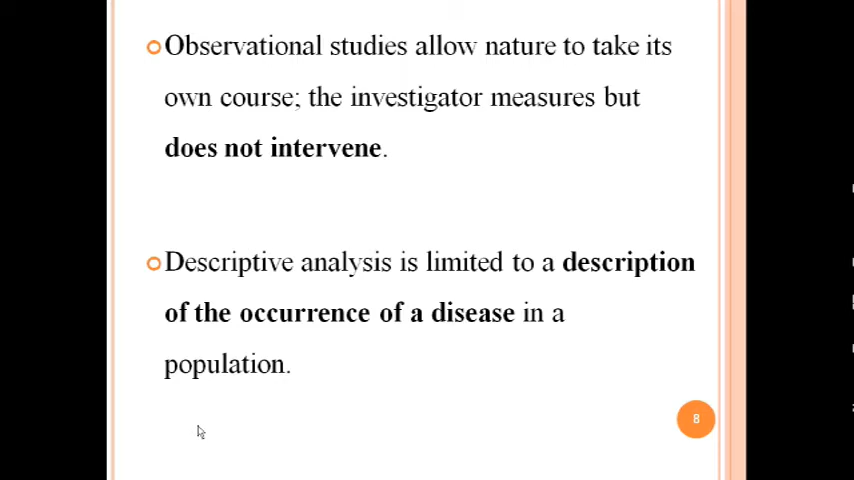 Observational studies allow nature to take its
own course; the investigator measures but
does not intervene.
Descriptive analysis is limited to a description
of the occurrence of a disease in a
population.
8